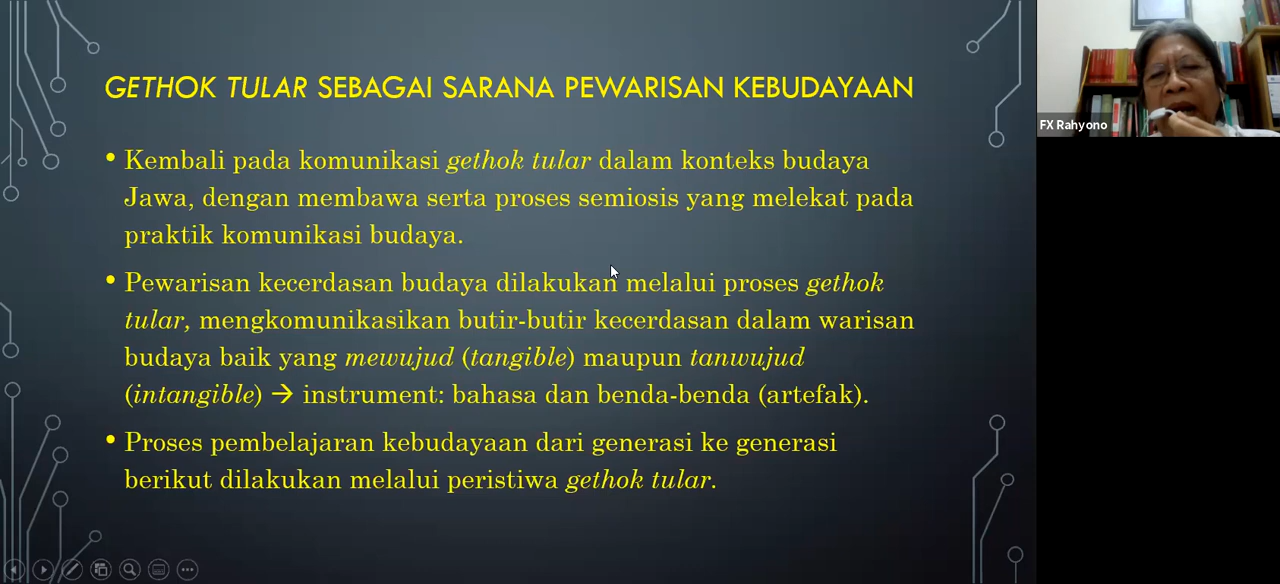 GETHOK TULAR SEBAGAI SARANA PEWARISAN KEBUDAYAAN
• Kembali pada komunikasi gethok tular dalam konteks budaya
Jawa, dengan membawa serta proses semiosis yang melekat pada
praktik komunikasi budaya.
• Pewarisan kecerdasan budaya dilakukan melalui proses gethok
tular, mengkomunikasikan butir-butir kecerdasan dalam warisan
budaya baik yang mewujud (tangible) maupun tanwujud
(intangible) → instrument: bahasa dan benda-benda (artefak).
• Proses pembelajaran kebudayaan dari generasi ke generasi
berikut dilakukan melalui peristiwa gethok tular.
FX Rahyono